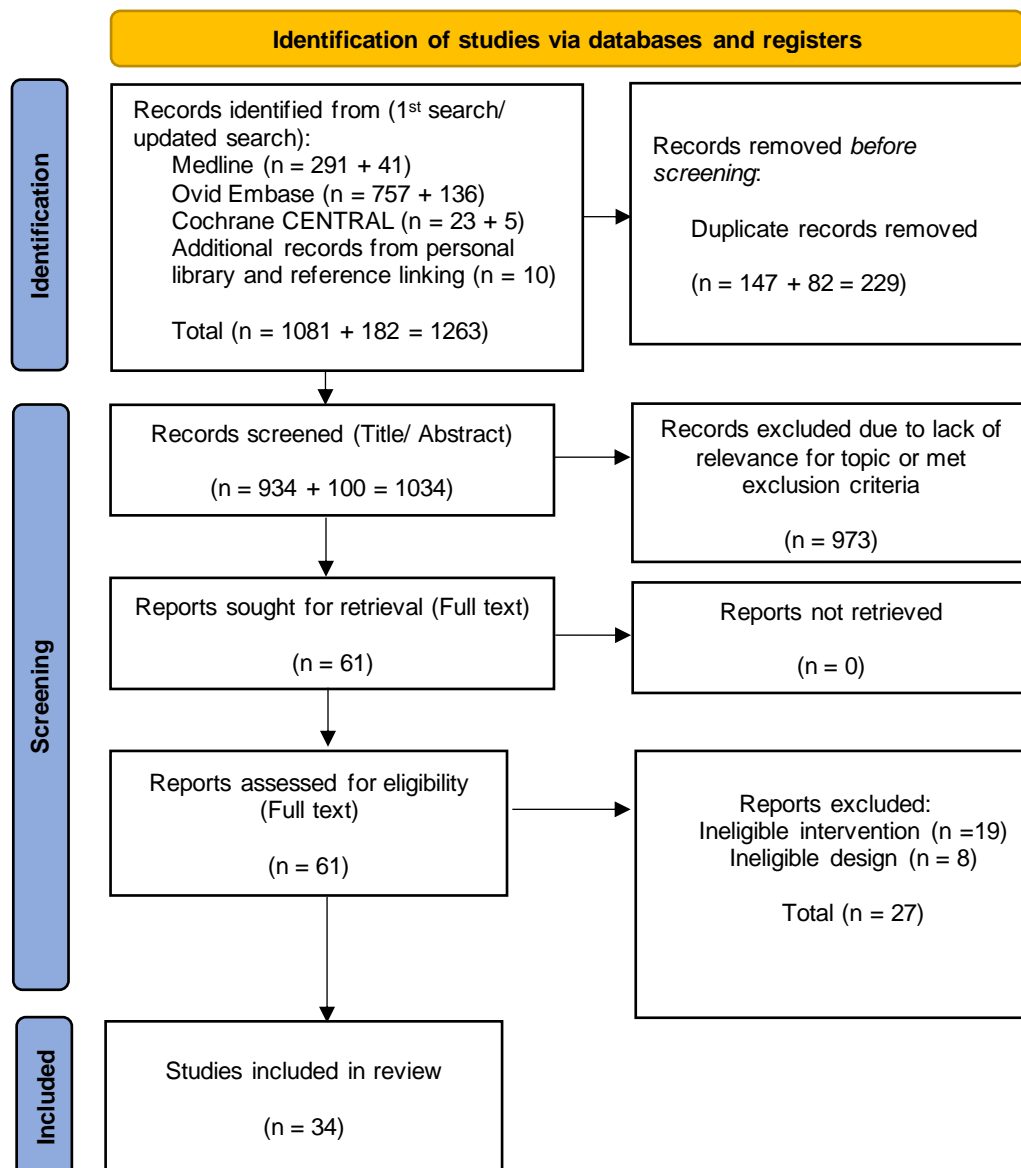 Identification of studies via databases and registers
Identification
Records identified from (1st search/
updated search):
Medline (n = 291 + 41)
Ovid Embase (n = 757 + 136)
Cochrane CENTRAL (n = 23 + 5)
Additional records from personal
library and reference linking (n = 10)
Total (n = 1081 + 182 = 1263)
Records removed before
screening:
Duplicate records removed
(n = 147 + 82 = 229)
Screening
Records screened (Title/ Abstract)
(n = 934 + 100 = 1034)
Records excluded due to lack of
relevance for topic or met
exclusion criteria
(n = 973)
Reports sought for retrieval (Full text)
(n = 61)
Reports not retrieved
(n = 0)
Reports assessed for eligibility
(Full text)
(n = 61)
Reports excluded:
Ineligible intervention (n =19)
Ineligible design (n = 8)
Total (n = 27)
Included
Studies included in review
(n = 34)